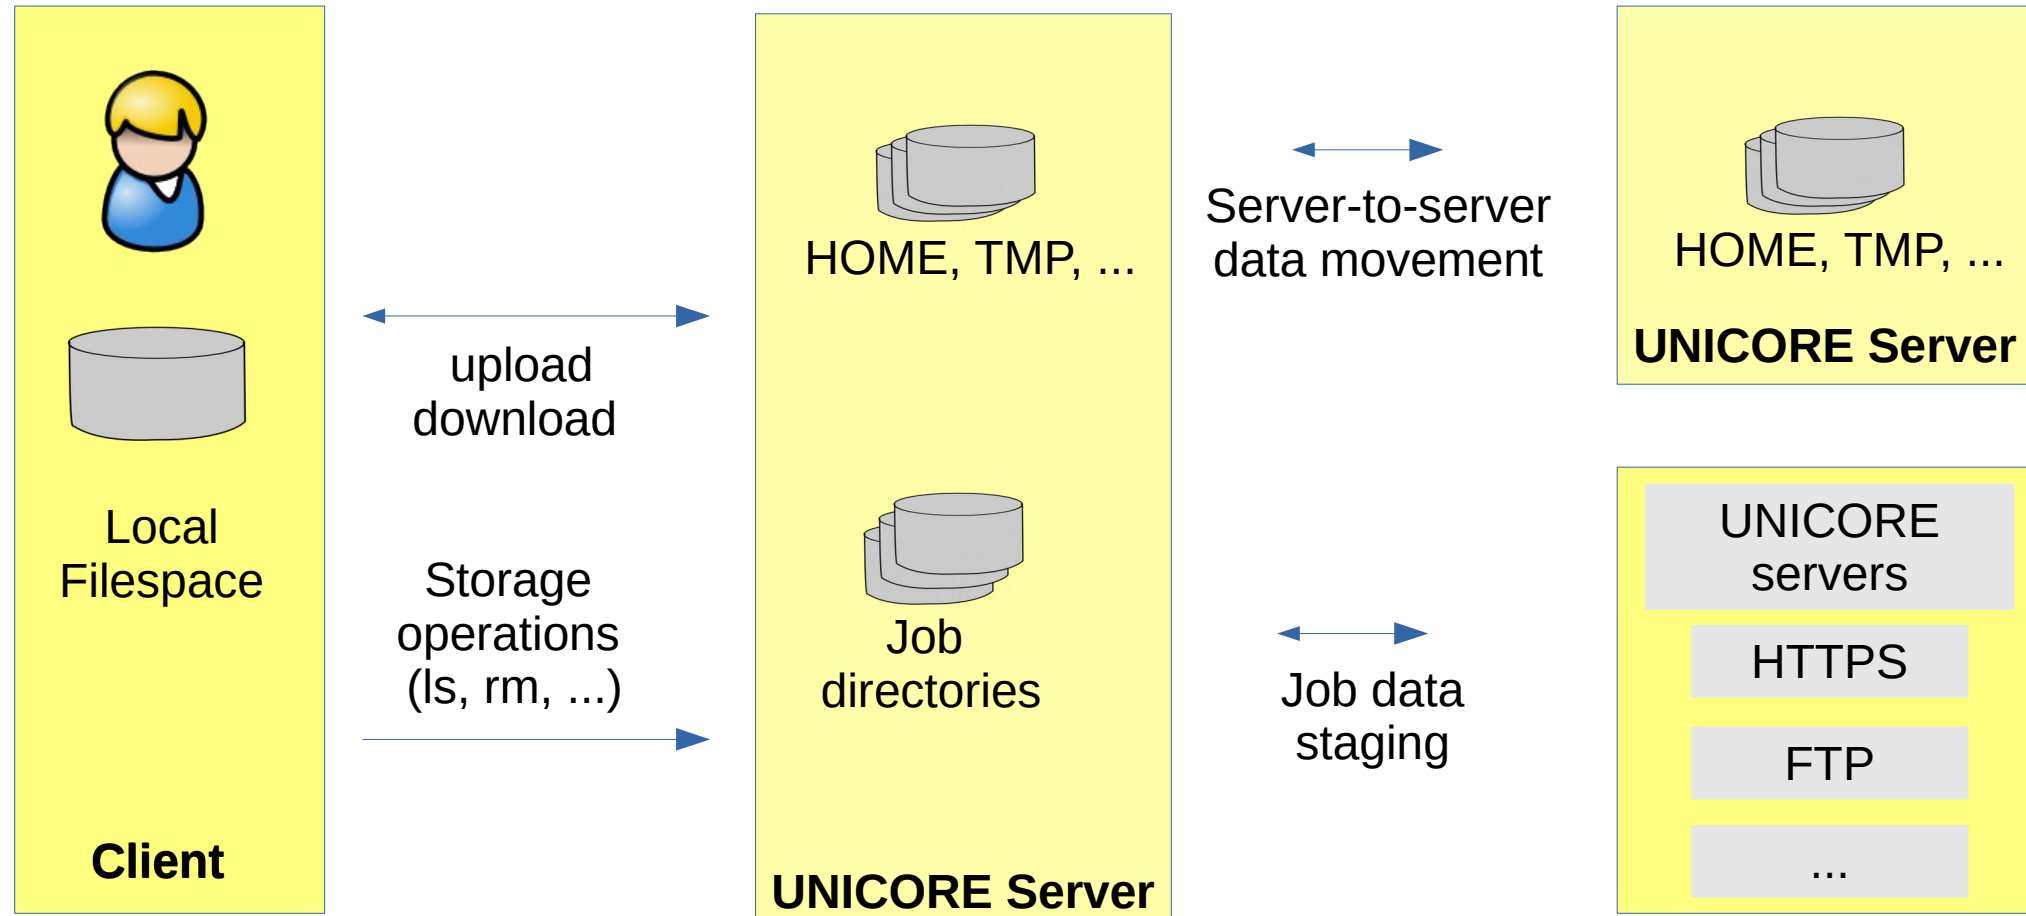 Local
Filespace
Client
upload
download
Storage
operations
(ls, rm, ...)
HOME, TMP, ...
Job
directories
UNICORE Server
Server-to-server
data movement
Job data
staging
HOME, TMP, ...
UNICORE Server
UNICORE
servers
HTTPS
FTP
...